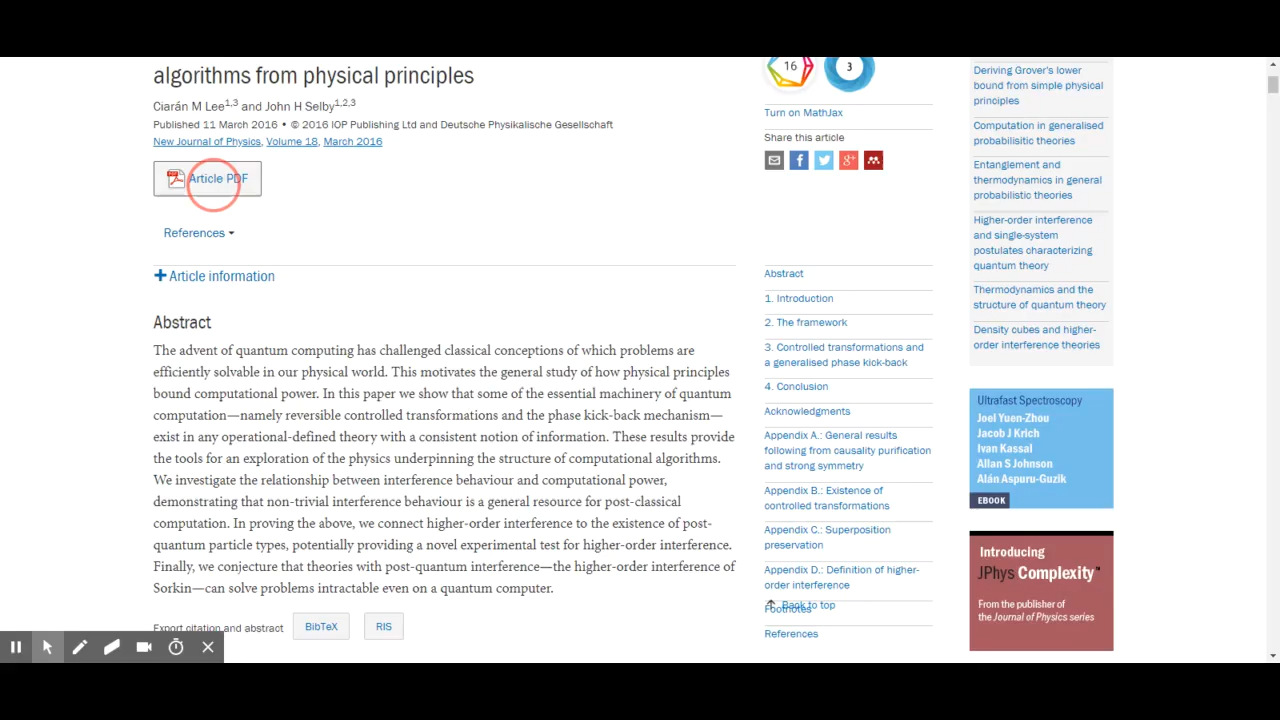 algorithms from physical principles
Ciarán M Lee1,3 and John H Selby1,2,3
Published 11 March 2016 • © 2016 IOP Publishing Ltd and Deutsche Physikalische Gesellschaft
New Journal of Physics, Volume 18, March 2016
Article PDF
References
Article information
Abstract
The advent of quantum computing has challenged classical conceptions of which problems are
efficiently solvable in our physical world. This motivates the general study of how physical principles
bound computational power. In this paper we show that some of the essential machinery of quantum
computation—namely reversible controlled transformations and the phase kick-back mechanism—
exist in any operational-defined theory with a consistent notion of information. These results provide
the tools for an exploration of the physics underpinning the structure of computational algorithms.
We investigate the relationship between interference behaviour and computational power,
demonstrating that non-trivial interference behaviour is a general resource for post-classical
computation. In proving the above, we connect higher-order interference to the existence of post-
quantum particle types, potentially providing a novel experimental test for higher-order interference.
Finally, we conjecture that theories with post-quantum interference—the higher-order interference of
Sorkin—can solve problems intractable even on a quantum computer.
Export citation and abstract
BibTeX
RIS
16
3
Turn on MathJax
Share this article
Abstract
1. Introduction
2. The framework
3. Controlled transformations and
a generalised phase kick-back
4. Conclusion
Acknowledgments
Appendix A.: General results
following from causality purification
and strong symmetry
Appendix B.: Existence of
controlled transformations
Appendix C.: Superposition
preservation
Appendix D.: Definition of higher-
order interference
Back to top
Footnotes
References
Deriving Grover's lower
bound from simple physical
principles
Computation in generalised
probabilisitic theories
Entanglement and
thermodynamics in general
probabilistic theories
Higher-order interference
and single-system
postulates characterizing
quantum theory
Thermodynamics and the
structure of quantum theory
Density cubes and higher-
order interference theories
Ultrafast Spectroscopy
Joel Yuen-Zhou
Jacob J Krich
Ivan Kassal
Allan S Johnson
Alán Aspuru-Guzik
EBOOK
Introducing
JPhys Complexity™
From the publisher of
the Journal of Physics series